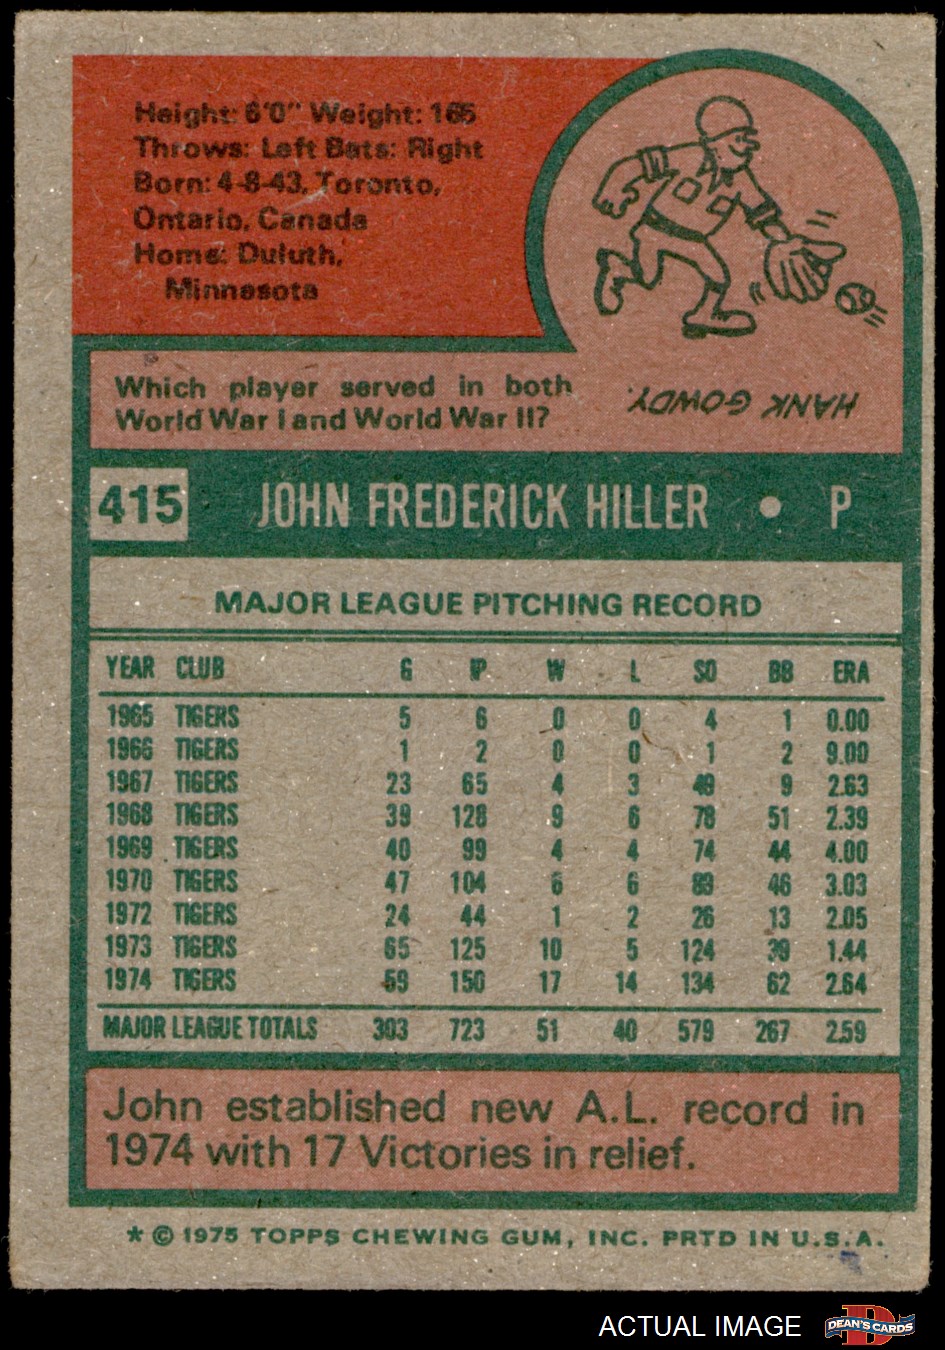 Height: 6'0" Weight: 165
Throws: Left Bats: Right
Born: 4-8-43, Toronto,
Ontario, Canada
Home: Duluth,
Minnesota
Which player served in both
World War I and World War II?
HANK GOWDY.
415 JOHN FREDERICK HILLER • P
MAJOR LEAGUE PITCHING RECORD
YEAR CLUB G IP W L SO BB ERA
1965 TIGERS 5 6 0 0 4 1 0.00
1966 TIGERS 1 2 0 0 1 2 9.00
1967 TIGERS 23 65 4 3 49 9 2.63
1968 TIGERS 39 128 9 6 78 51 2.39
1969 TIGERS 40 99 4 4 74 44 4.00
1970 TIGERS 47 104 6 6 89 46 3.03
1972 TIGERS 24 44 1 2 26 13 2.05
1973 TIGERS 65 125 10 5 124 39 1.44
1974 TIGERS 59 150 17 14 134 62 2.64
MAJOR LEAGUE TOTALS 303 723 51 40 579 267 2.59
John established new A.L. record in
1974 with 17 Victories in relief.
* © 1975 TOPPS CHEWING GUM, INC. PRTD IN U.S.A.
ACTUAL IMAGE DEAN'S CARDS